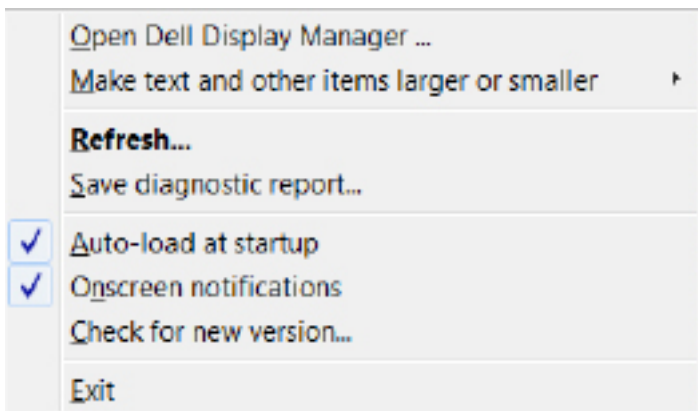 Open Dell Display Manager ...
Make text and other items larger or smaller
Refresh...
Save diagnostic report...
Auto-load at startup
Onscreen notifications
Check for new version...
Exit